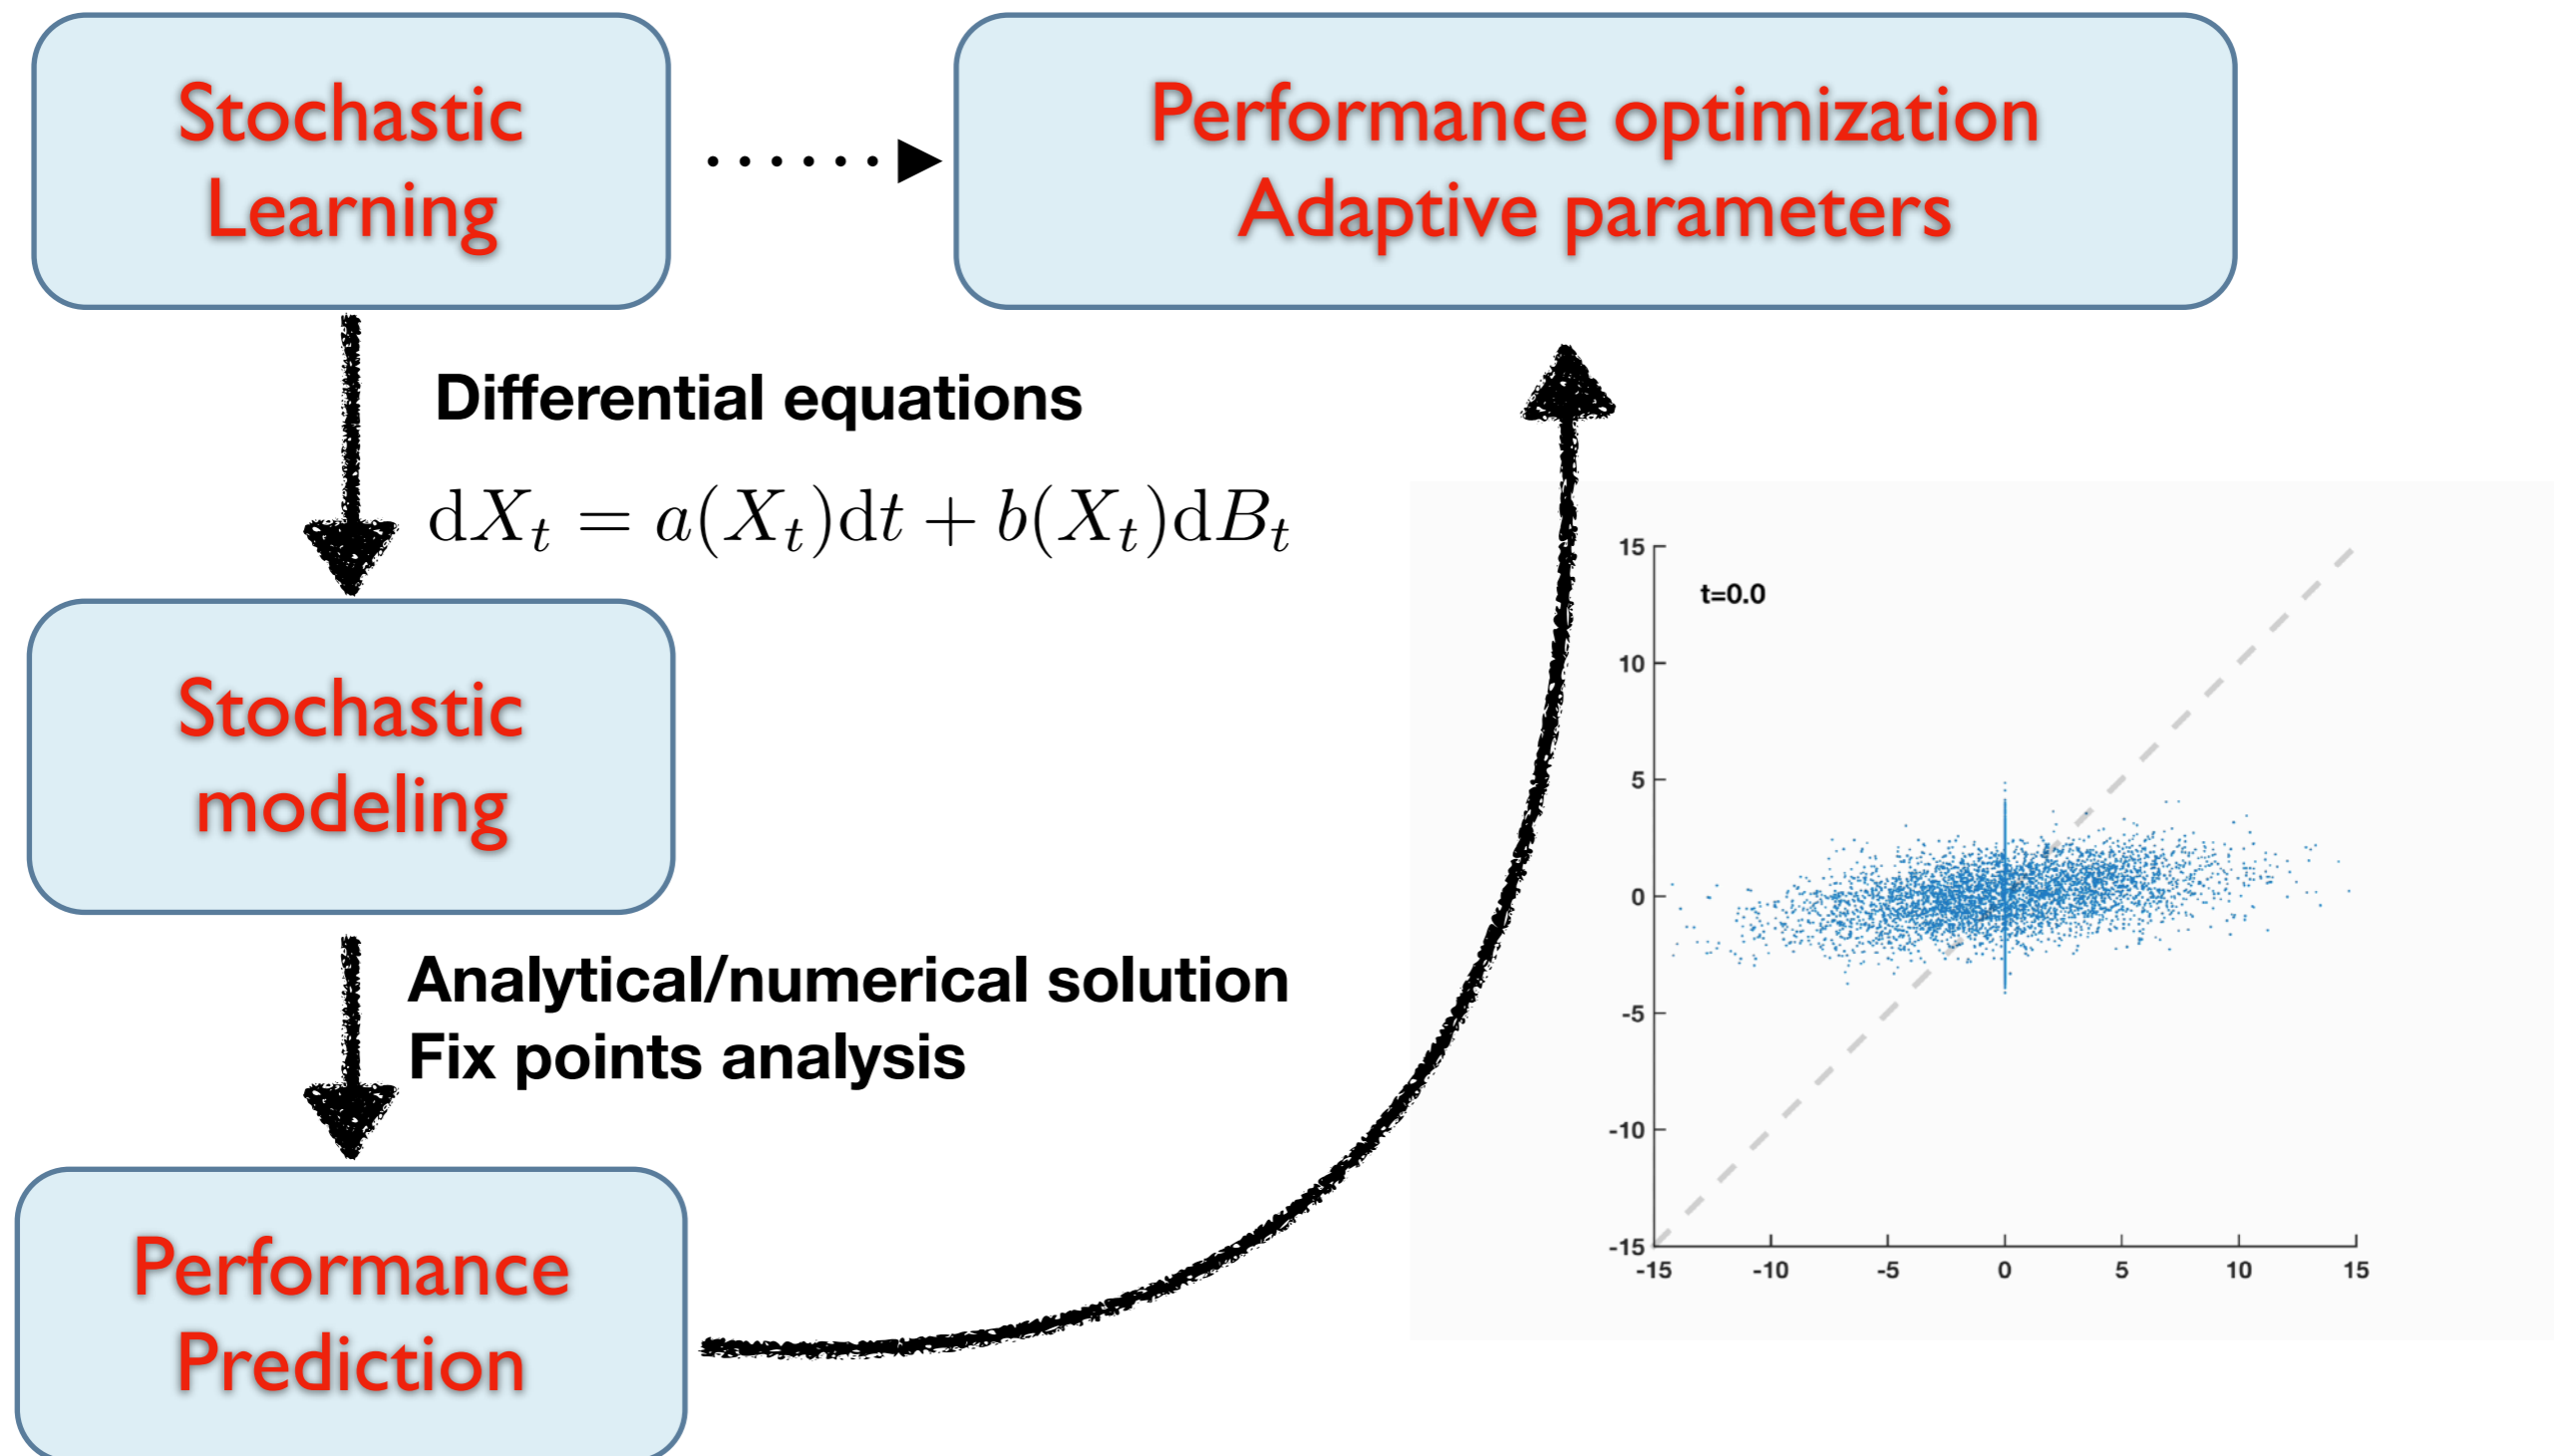 Stochastic
Learning
Performance optimization
Adaptive parameters
Differential equations
dX_t = a(X_t)dt + b(X_t)dB_t
Stochastic
modeling
Analytical/numerical solution
Fix points analysis
Performance
Prediction
t=0.0
15
10
5
0
-5
-10
-15
-15 -10 -5 0 5 10 15